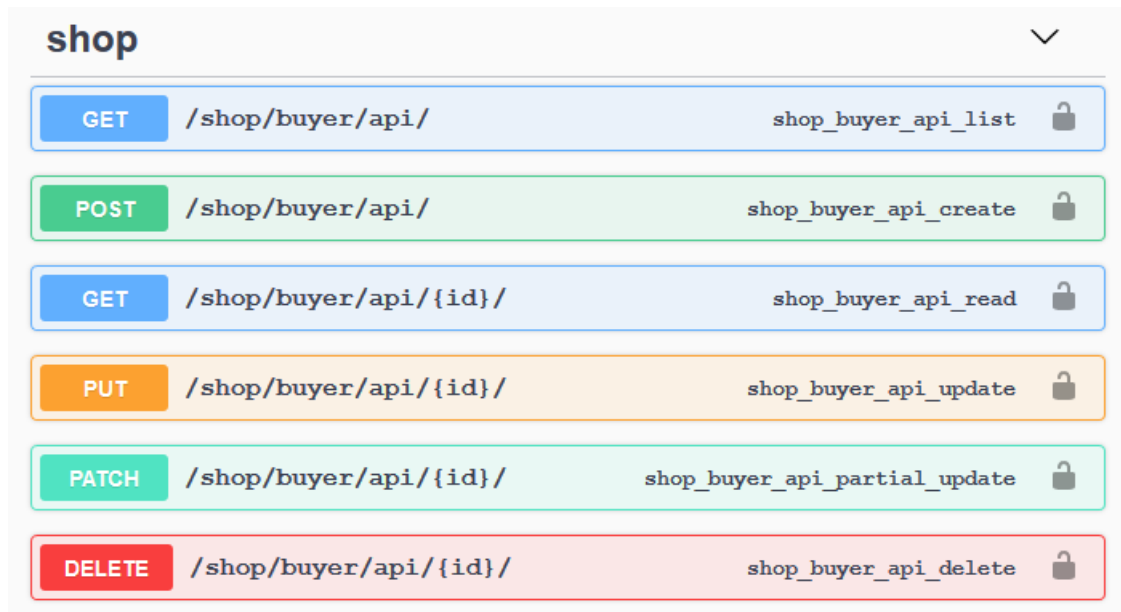 shop
GET /shop/buyer/api/ shop_buyer_api_list
POST /shop/buyer/api/ shop_buyer_api_create
GET /shop/buyer/api/{id}/ shop_buyer_api_read
PUT /shop/buyer/api/{id}/ shop_buyer_api_update
PATCH /shop/buyer/api/{id}/ shop_buyer_api_partial_update
DELETE /shop/buyer/api/{id}/ shop_buyer_api_delete